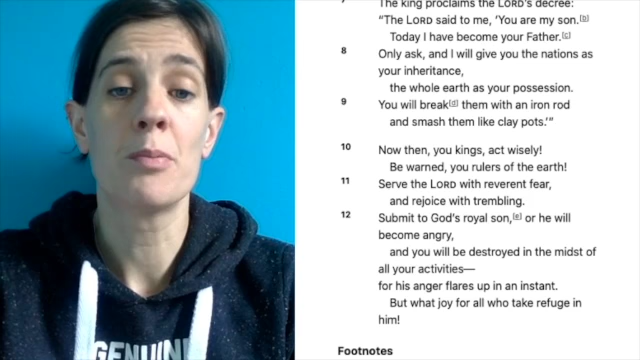 The king proclaims the LORD's decree:
"The LORD said to me, 'You are my son.[b]
Today I have become your Father.[c]
8 Only ask, and I will give you the nations as
your inheritance,
the whole earth as your possession.
9 You will break[d] them with an iron rod
and smash them like clay pots.'"
10 Now then, you kings, act wisely!
Be warned, you rulers of the earth!
11 Serve the LORD with reverent fear,
and rejoice with trembling.
12 Submit to God's royal son,[e] or he will
become angry,
and you will be destroyed in the midst of
all your activities—
for his anger flares up in an instant.
But what joy for all who take refuge in
him!
Footnotes
GENUIN